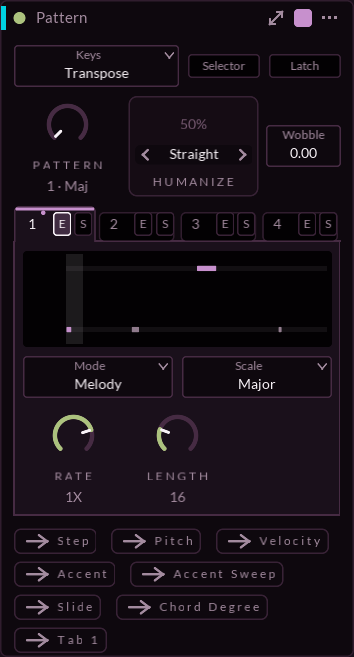 Pattern
Keys
Transpose
Selector
Latch
PATTERN
1 · Maj
50%
Straight
HUMANIZE
Wobble
0.00
1 E S 2 E S 3 E S 4 E S
Mode
Melody
Scale
Major
RATE
1X
LENGTH
16
Step Pitch Velocity
Accent Accent Sweep
Slide Chord Degree
Tab 1